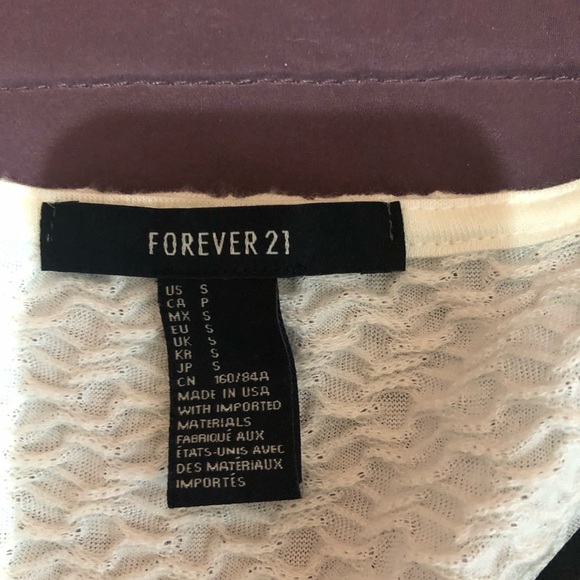 FOREVER 21
US S
CA P
MX S
EU S
UK S
KR S
JP S
CN 160/84A
MADE IN USA
WITH IMPORTED
MATERIALS
FABRIQUÉ AUX
ÉTATS-UNIS AVEC
DES MATÉRIAUX
IMPORTÉS